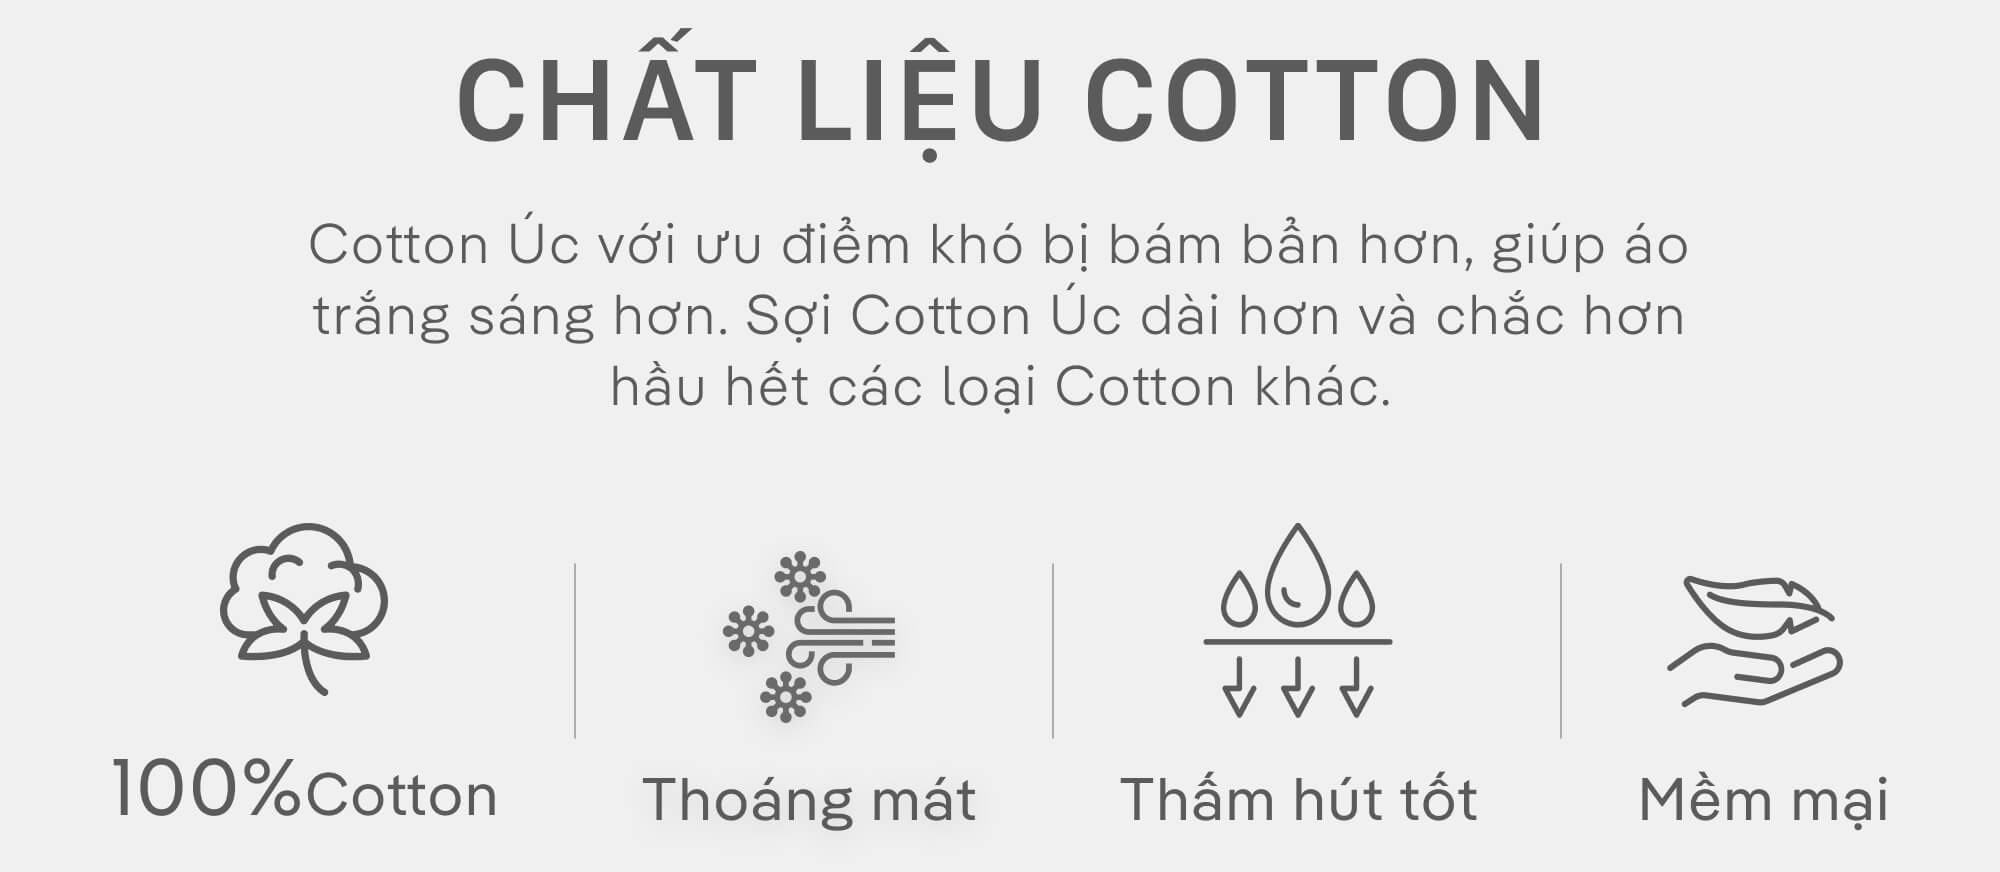 CHẤT LIỆU COTTON
Cotton Úc với ưu điểm khó bị bám bẩn hơn, giúp áo
trắng sáng hơn. Sợi Cotton Úc dài hơn và chắc hơn
hầu hết các loại Cotton khác.
100%Cotton
Thoáng mát
Thấm hút tốt
Mềm mại